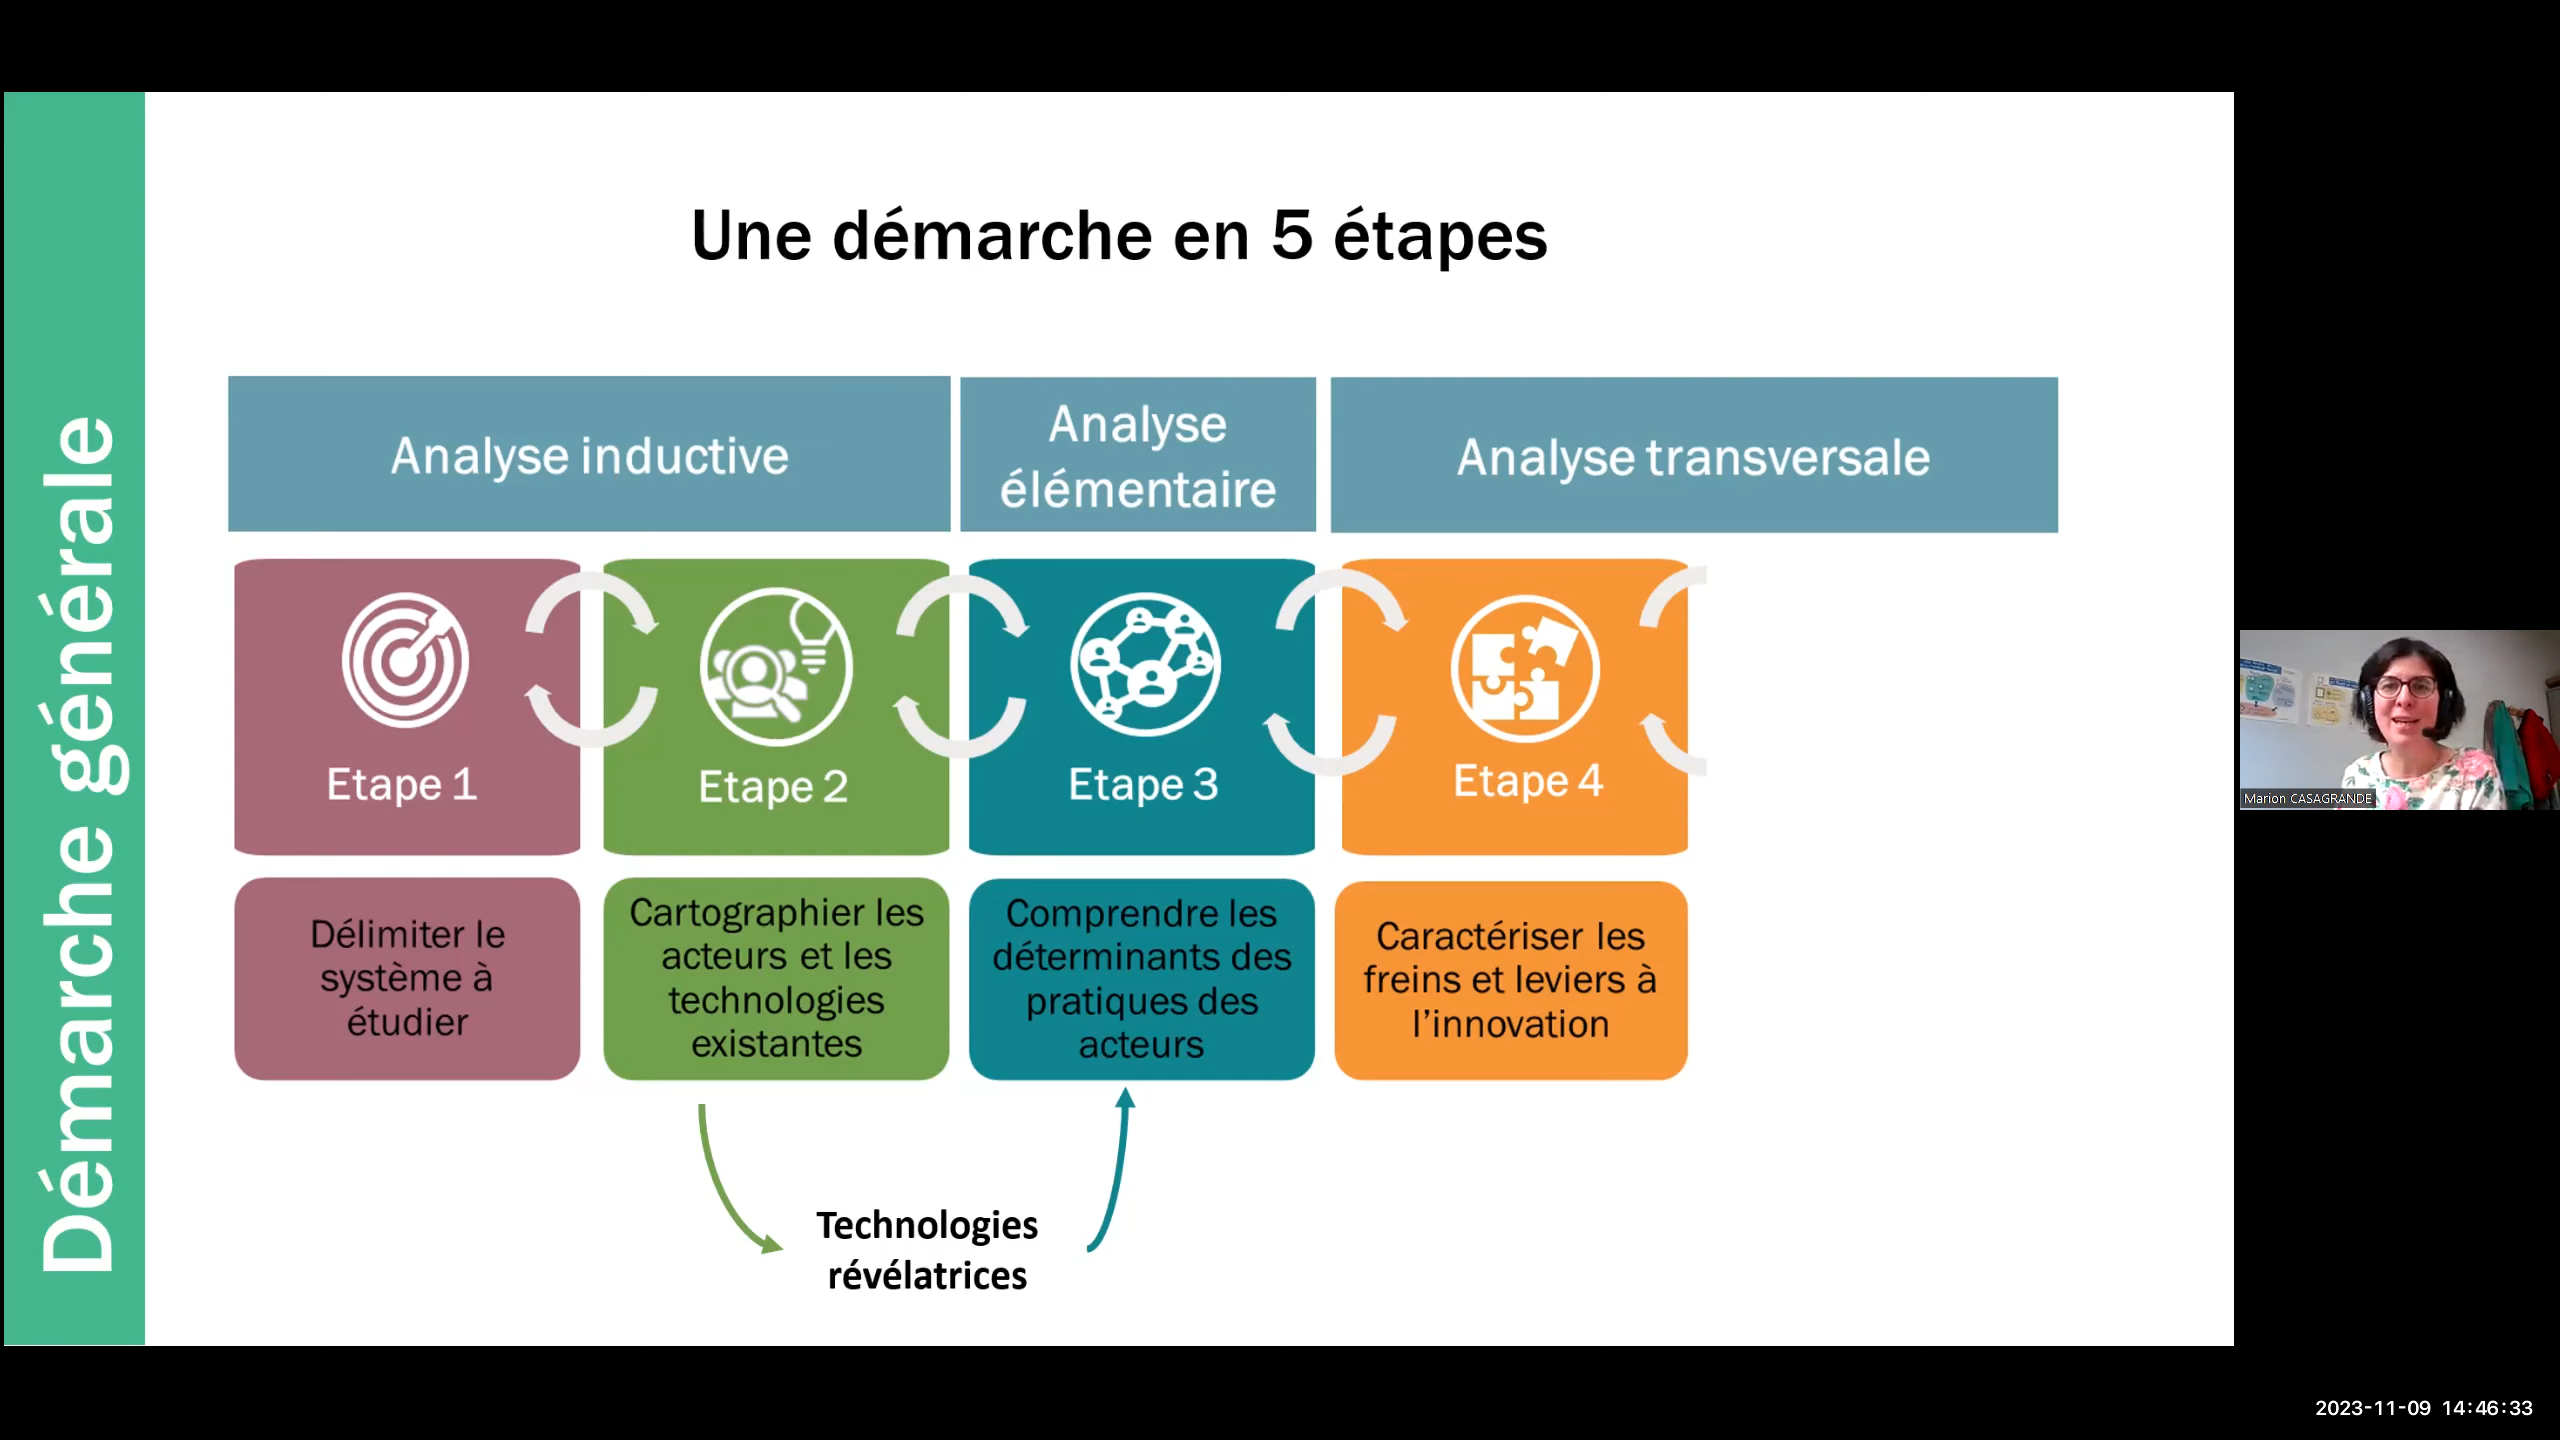 Démarche générale
Une démarche en 5 étapes
Analyse inductive
Analyse
élémentaire
Analyse transversale
Etape 1
Etape 2
Etape 3
Etape 4
Délimiter le
système à
étudier
Cartographier les
acteurs et les
technologies
existantes
Comprendre les
déterminants des
pratiques des
acteurs
Caractériser les
freins et leviers à
l'innovation
Technologies
révélatrices
Marion CASAGRANDE
2023-11-09 14:46:33